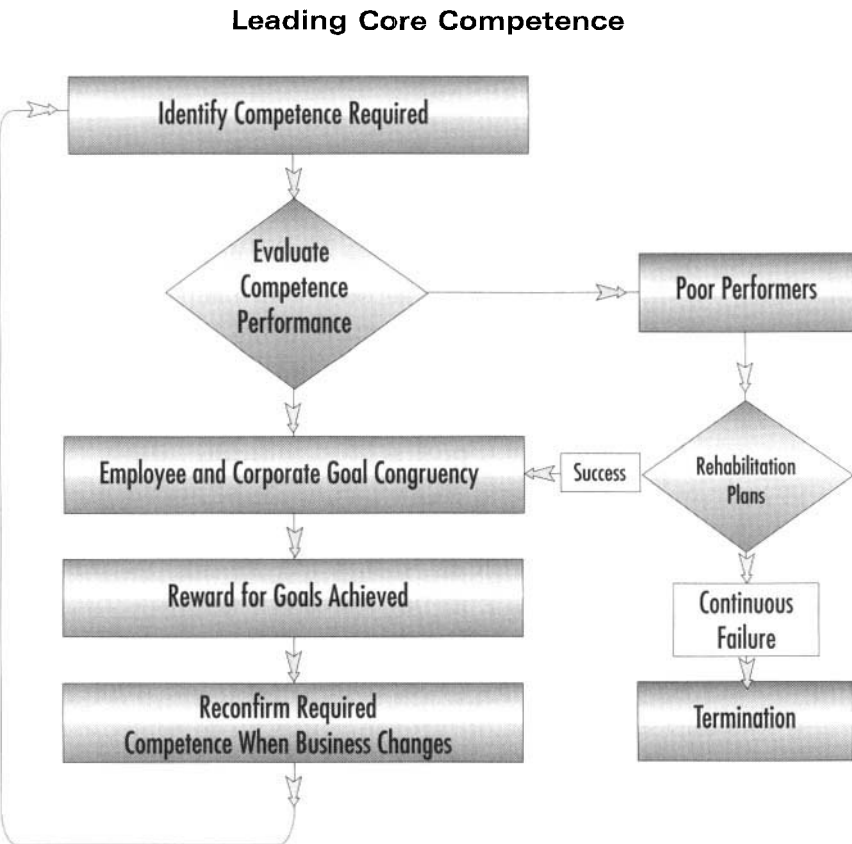 Leading Core Competence
Identify Competence Required
Evaluate
Competence
Performance
Poor Performers
Employee and Corporate Goal Congruency
Success
Rehabilitation
Plans
Reward for Goals Achieved
Continuous
Failure
Reconfirm Required
Competence When Business Changes
Termination